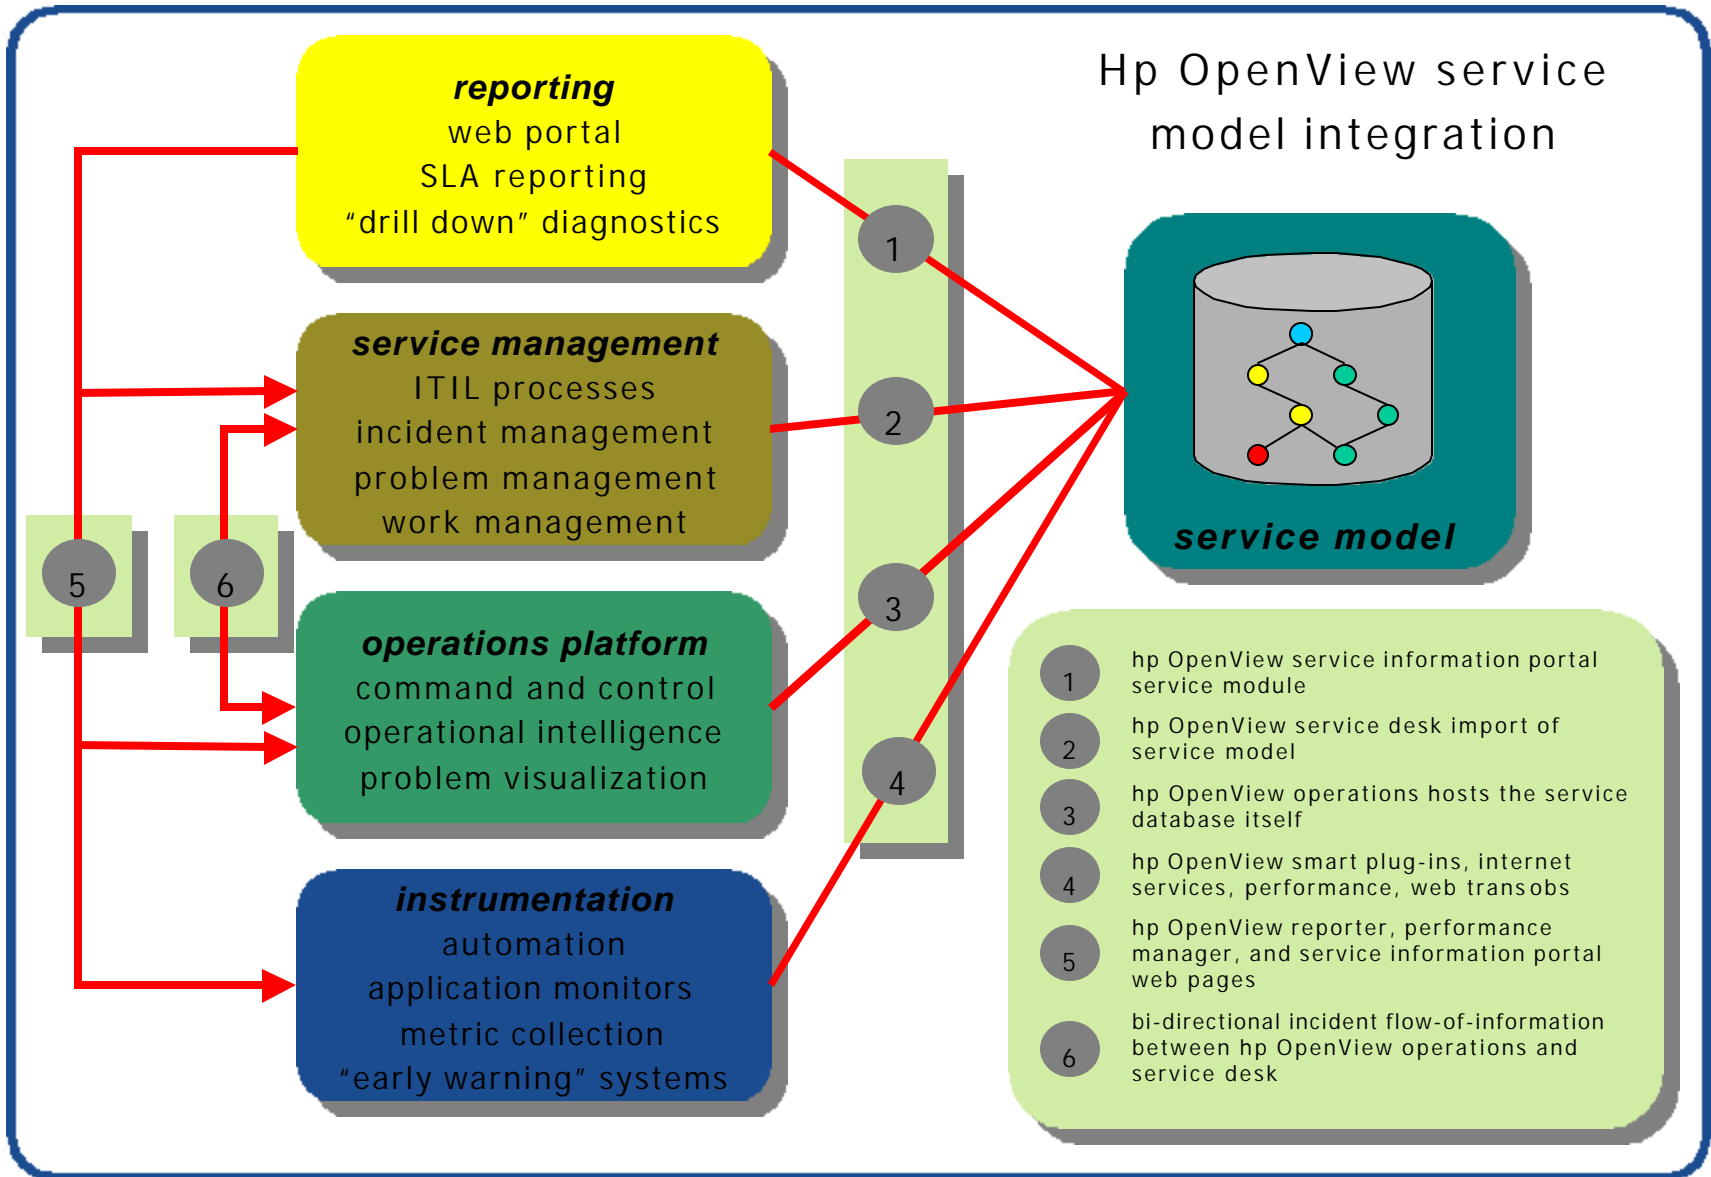 Hp OpenView service
model integration
reporting
web portal
SLA reporting
“drill down” diagnostics
service management
ITIL processes
incident management
problem management
work management
operations platform
command and control
operational intelligence
problem visualization
instrumentation
automation
application monitors
metric collection
“early warning” systems
5
6
1
2
3
4
service model
1
hp OpenView service information portal
service module
2
hp OpenView service desk import of
service model
3
hp OpenView operations hosts the service
database itself
4
hp OpenView smart plug-ins, internet
services, performance, web transobs
5
hp OpenView reporter, performance
manager, and service information portal
web pages
6
bi-directional incident flow-of-information
between hp OpenView operations and
service desk